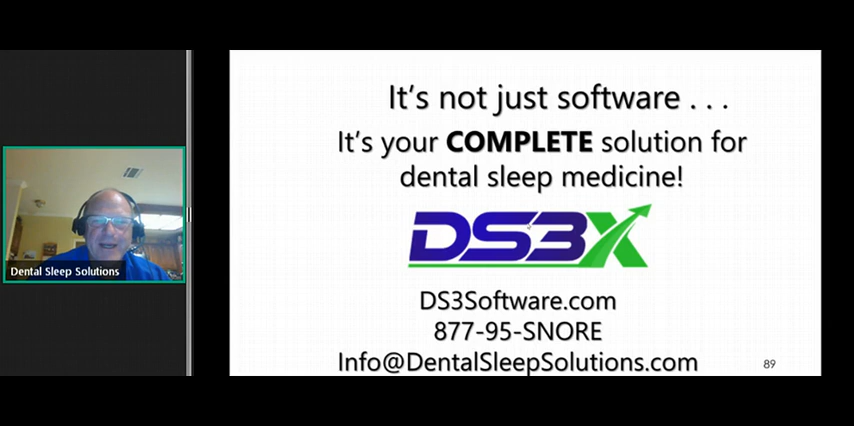 It's not just software . . .
It's your COMPLETE solution for
dental sleep medicine!
DS3X
DS3Software.com
877-95-SNORE
Info@DentalSleepSolutions.com
89
Dental Sleep Solutions